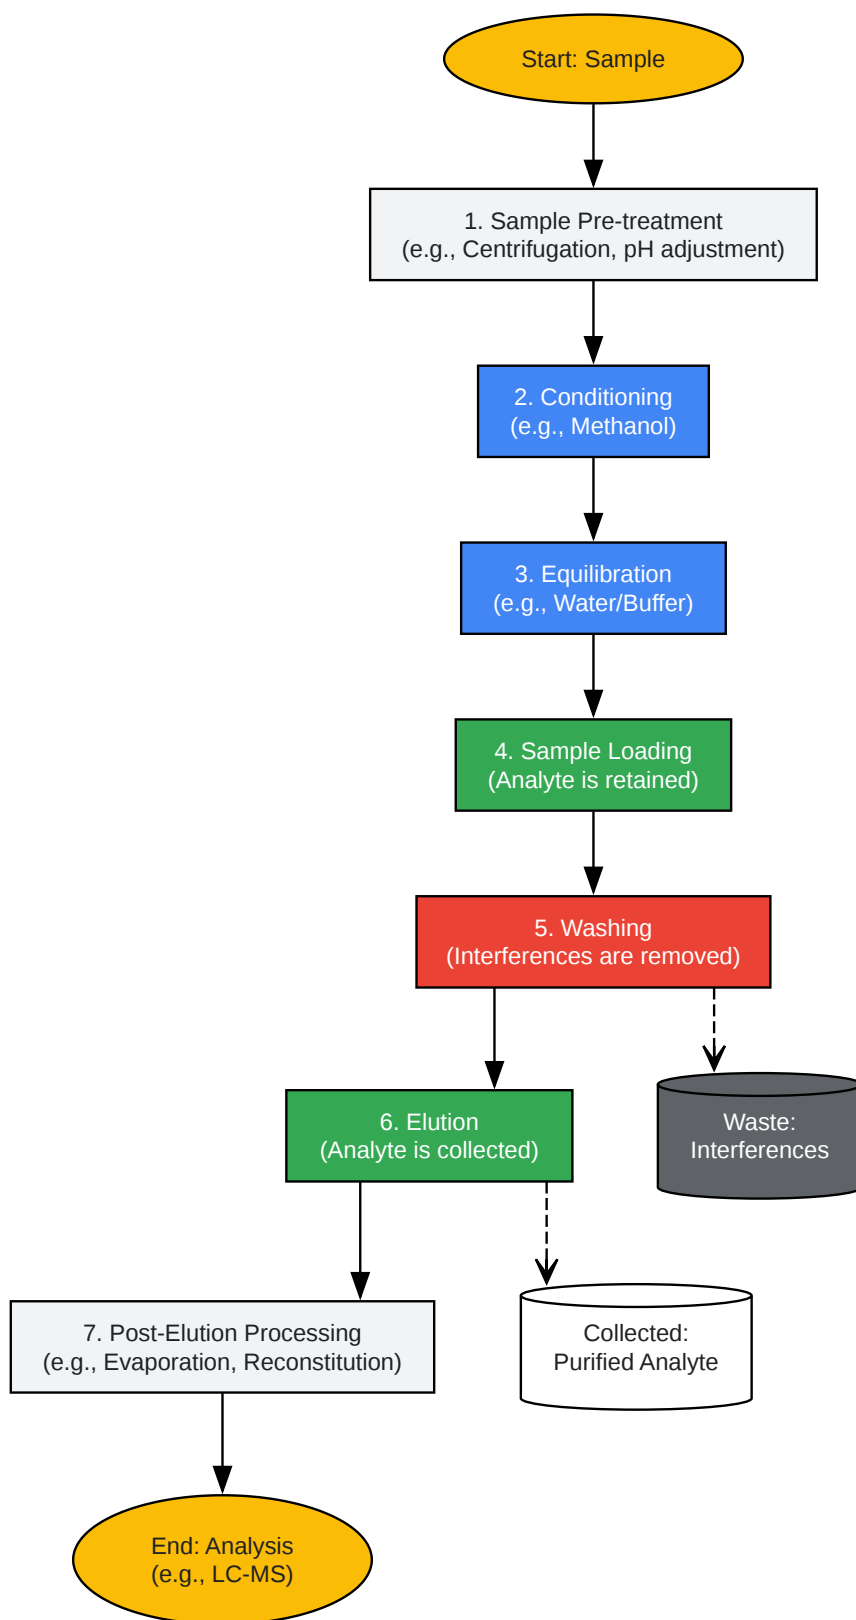 Start: Sample
1. Sample Pre-treatment
(e.g., Centrifugation, pH adjustment)
2. Conditioning
(e.g., Methanol)
3. Equilibration
(e.g., Water/Buffer)
4. Sample Loading
(Analyte is retained)
5. Washing
(Interferences are removed)
6. Elution
(Analyte is collected)
Waste:
Interferences
7. Post-Elution Processing
(e.g., Evaporation, Reconstitution)
Collected:
Purified Analyte
End: Analysis
(e.g., LC-MS)